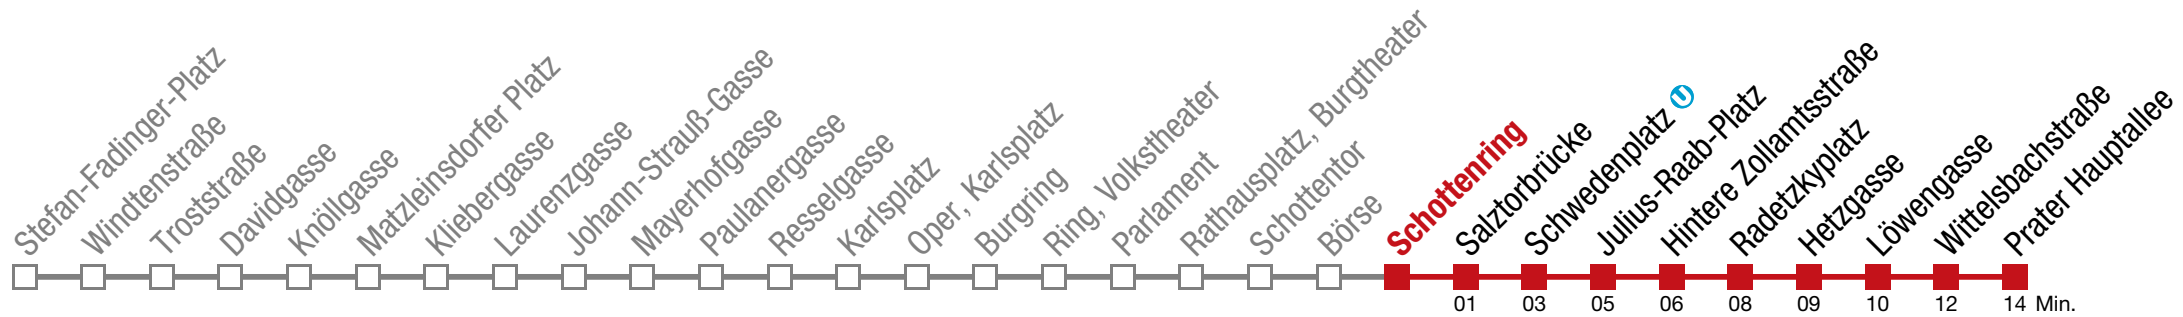 Stefan-Fadinger-Platz
Windtenstraße
Troststraße
Davidgasse
Knöllgasse
Matzleinsdorfer Platz
Kliebergasse
Laurenzgasse
Johann-Strauß-Gasse
Mayerhofgasse
Paulanergasse
Resselgasse
Karlsplatz
Oper, Karlsplatz
Burgring
Ring, Volkstheater
Parlament
Rathausplatz, Burgtheater
Schottentor
Börse
Schottenring
Salztorbrücke
Schwedenplatz U
Julius-Raab-Platz
Hintere Zollamtsstraße
Radetzkyplatz
Hetzgasse
Löwengasse
Wittelsbachstraße
Prater Hauptallee
01 03 05 06 08 09 10 12 14 Min.